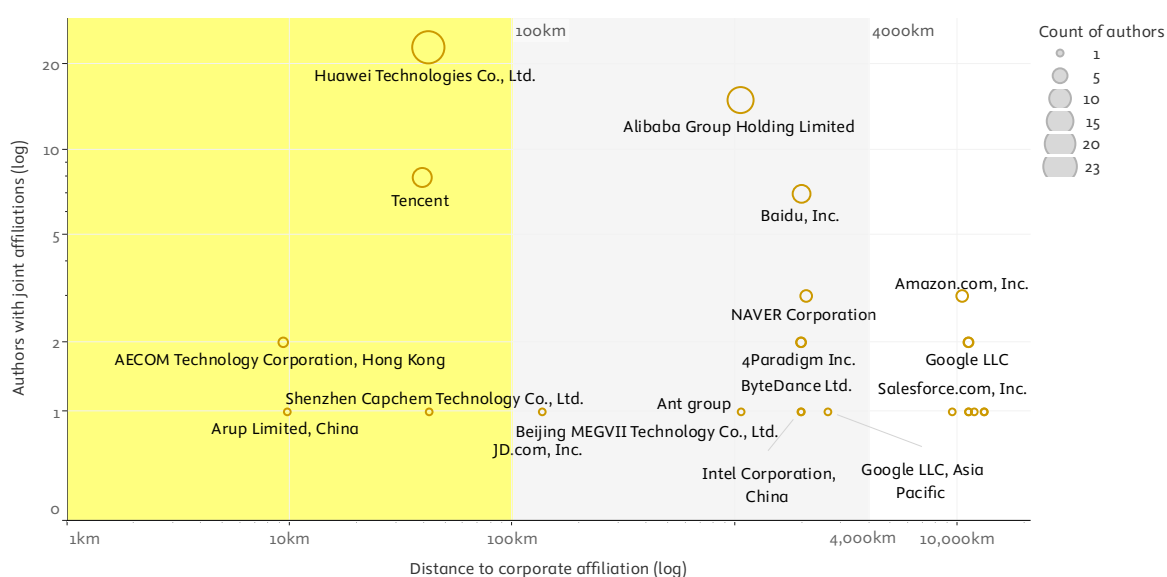 100km
4000km
Count of authors
1
5
10
15
20
23
Authors with joint affiliations (log)
20
10
5
2
1
0
Huawei Technologies Co., Ltd.
Alibaba Group Holding Limited
Tencent
Baidu, Inc.
Amazon.com, Inc.
NAVER Corporation
AECOM Technology Corporation, Hong Kong
4Paradigm Inc.
Google LLC
ByteDance Ltd.
Salesforce.com, Inc.
Shenzhen Capchem Technology Co., Ltd.
Ant group
Arup Limited, China
Beijing MEGVII Technology Co., Ltd.
JD.com, Inc.
Intel Corporation,
China
Google LLC, Asia
Pacific
1km
10km
100km
4,000km
10,000km
Distance to corporate affiliation (log)